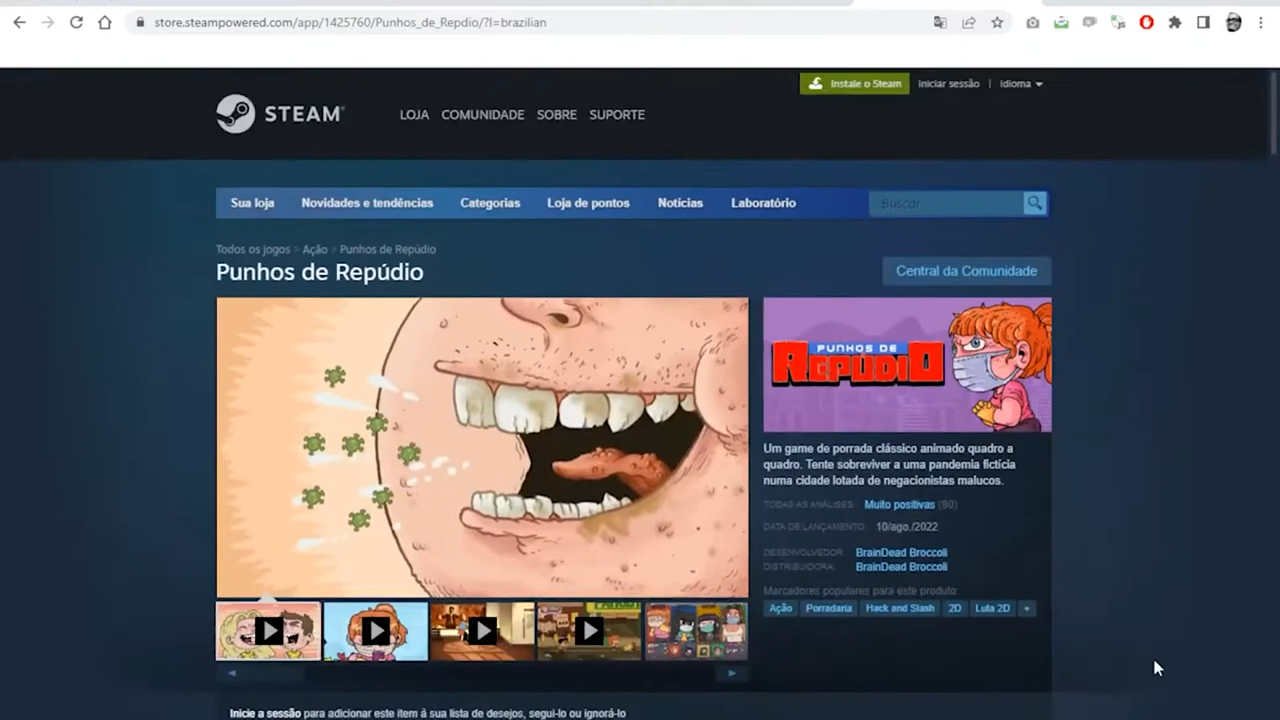 store.steampowered.com/app/1425760/Punhos_de_Repdio/?l=brazilian
Instale o Steam
Iniciar sessão
Idioma
STEAM
LOJA COMUNIDADE SOBRE SUPORTE
Sua loja Novidades e tendências Categorias Loja de pontos Notícias Laboratório
Buscar
Todos os jogos > Ação > Punhos de Repúdio
Punhos de Repúdio
Central da Comunidade
PUNHOS DE
REPÚDIO
Um game de porrada clássico animado quadro a
quadro. Tente sobreviver a uma pandemia fictícia
numa cidade lotada de negacionistas malucos.
TODAS AS ANÁLISES: Muito positivas (80)
DATA DE LANÇAMENTO: 10/ago./2022
DESENVOLVEDOR: BrainDead Broccoli
DISTRIBUIDORA: BrainDead Broccoli
Marcadores populares para este produto:
Ação Porradaria Hack and Slash 2D Luta 2D +
Inicie a sessão para adicionar este item à sua lista de desejos, segui-lo ou ignorá-lo